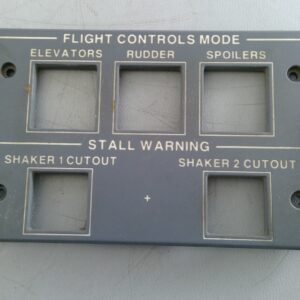 FLIGHT CONTROLS MODE
ELEVATORS RUDDER SPOILERS
STALL WARNING
SHAKER 1 CUTOUT SHAKER 2 CUTOUT
+